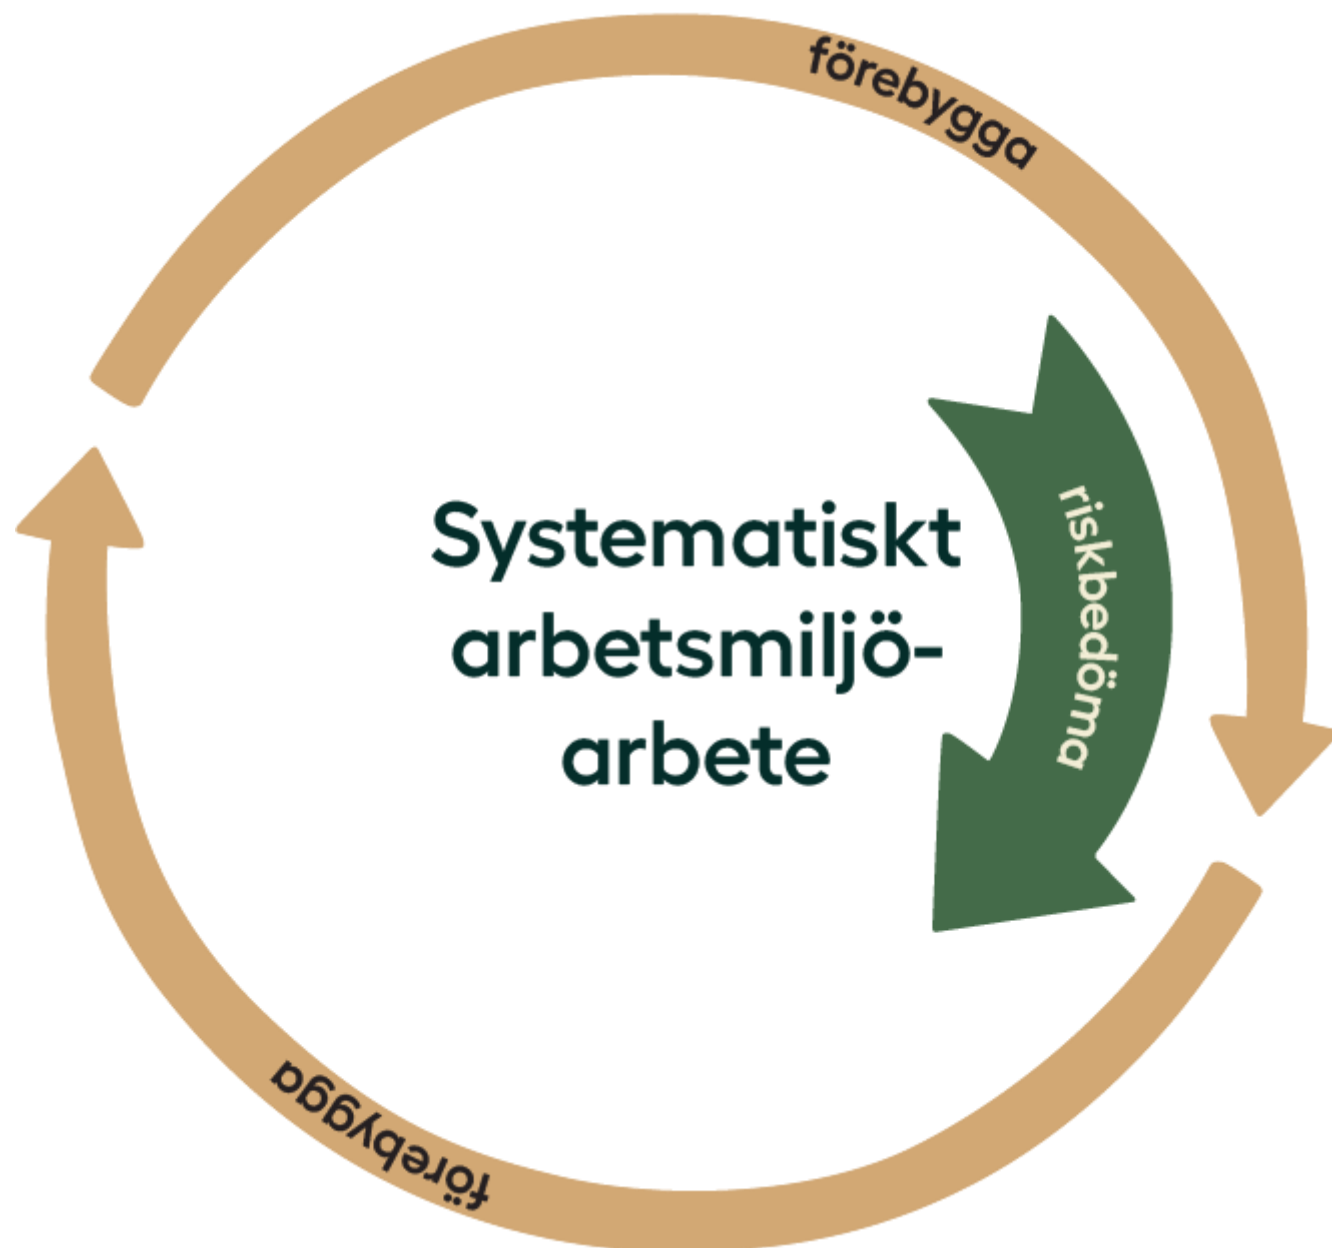 förebygga
riskbedöma
Systematiskt
arbetsmiljö-
arbete
förebygga